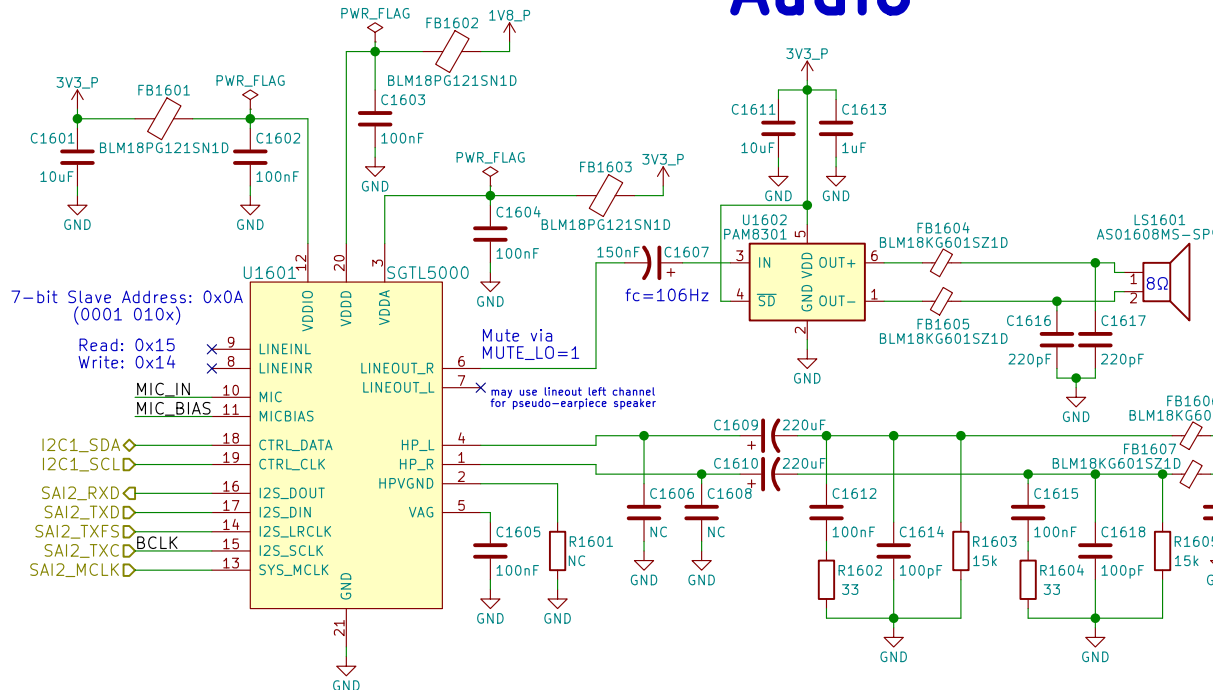 Audio
PWR_FLAG
FB1602
1V8_P
BLM18PG121SN1D
C1603
100nF
GND
3V3_P
FB1601
PWR_FLAG
C1601
BLM18PG121SN1D
C1602
10uF
100nF
GND
GND
PWR_FLAG
FB1603
3V3_P
C1604
BLM18PG121SN1D
100nF
GND
3V3_P
C1611
C1613
10uF
1uF
GND
GND
U1602
PAM8301
150nF
C1607
+
fc=106Hz
3
IN
4
SD
5
VDD
GND
2
OUT+
6
OUT-
1
GND
FB1604
BLM18KG601SZ1D
FB1605
BLM18KG601SZ1D
LS1601
AS01608MS-SP
1
2
8Ω
C1616
C1617
220pF
220pF
GND
U1601
SGTL5000
7-bit Slave Address: 0x0A
(0001 010x)
Read: 0x15
Write: 0x14
12
20
3
VDDIO
VDDD
VDDA
9
LINEINL
8
LINEINR
MIC_IN
10
MIC
MIC_BIAS
11
MICBIAS
I2C1_SDA
18
CTRL_DATA
I2C1_SCL
19
CTRL_CLK
SAI2_RXD
16
I2S_DOUT
SAI2_TXD
17
I2S_DIN
SAI2_TXFS
14
I2S_LRCLK
SAI2_TXC
BCLK
15
I2S_SCLK
SAI2_MCLK
13
SYS_MCLK
GND
21
GND
LINEOUT_R
6
LINEOUT_L
7
Mute via
MUTE_LO=1
may use lineout left channel
for pseudo-earpiece speaker
HP_L
4
HP_R
1
HPVGND
2
VAG
5
C1605
100nF
GND
R1601
NC
GND
C1606
NC
GND
C1608
NC
GND
C1609
220uF
+
C1610
220uF
+
C1612
100nF
R1602
33
C1614
100pF
R1603
15k
GND
C1615
100nF
R1604
33
C1618
100pF
R1605
15k
GND
FB1606
BLM18KG60
FB1607
BLM18KG601SZ1D